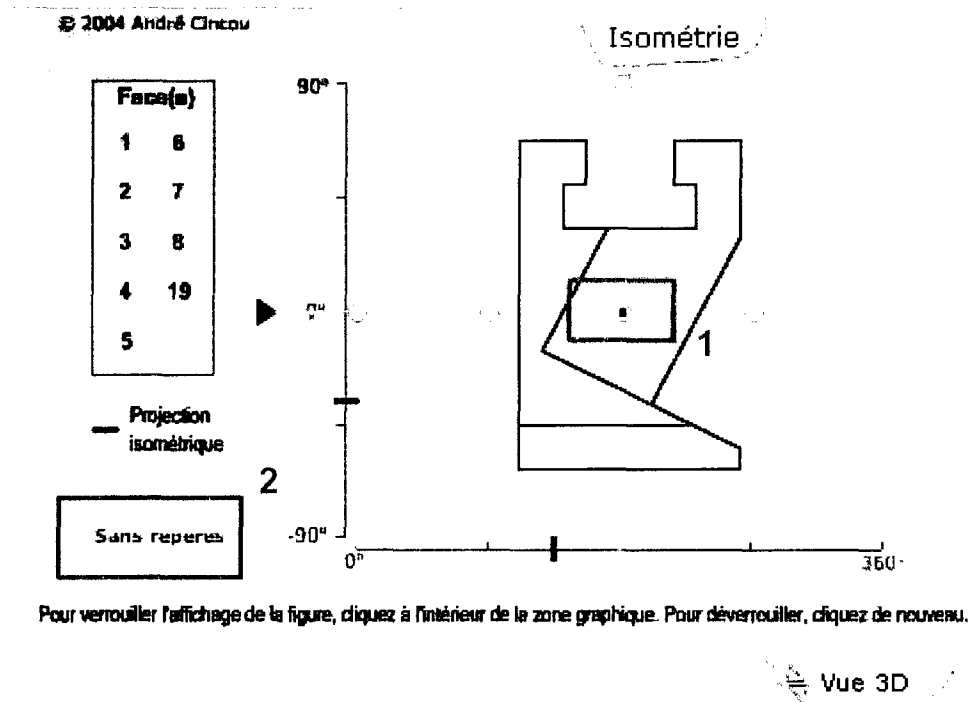 © 2004 André Cincou
Isométrie
Face(s)
1 6
2 7
3 8
4 19
5
90°
0°
1
Projection
isométrique
2
Sans repères
-90°
0°
360°
Pour verrouiller l'affichage de la figure, cliquez à l'intérieur de la zone graphique. Pour déverrouiller, cliquez de nouveau.
Vue 3D